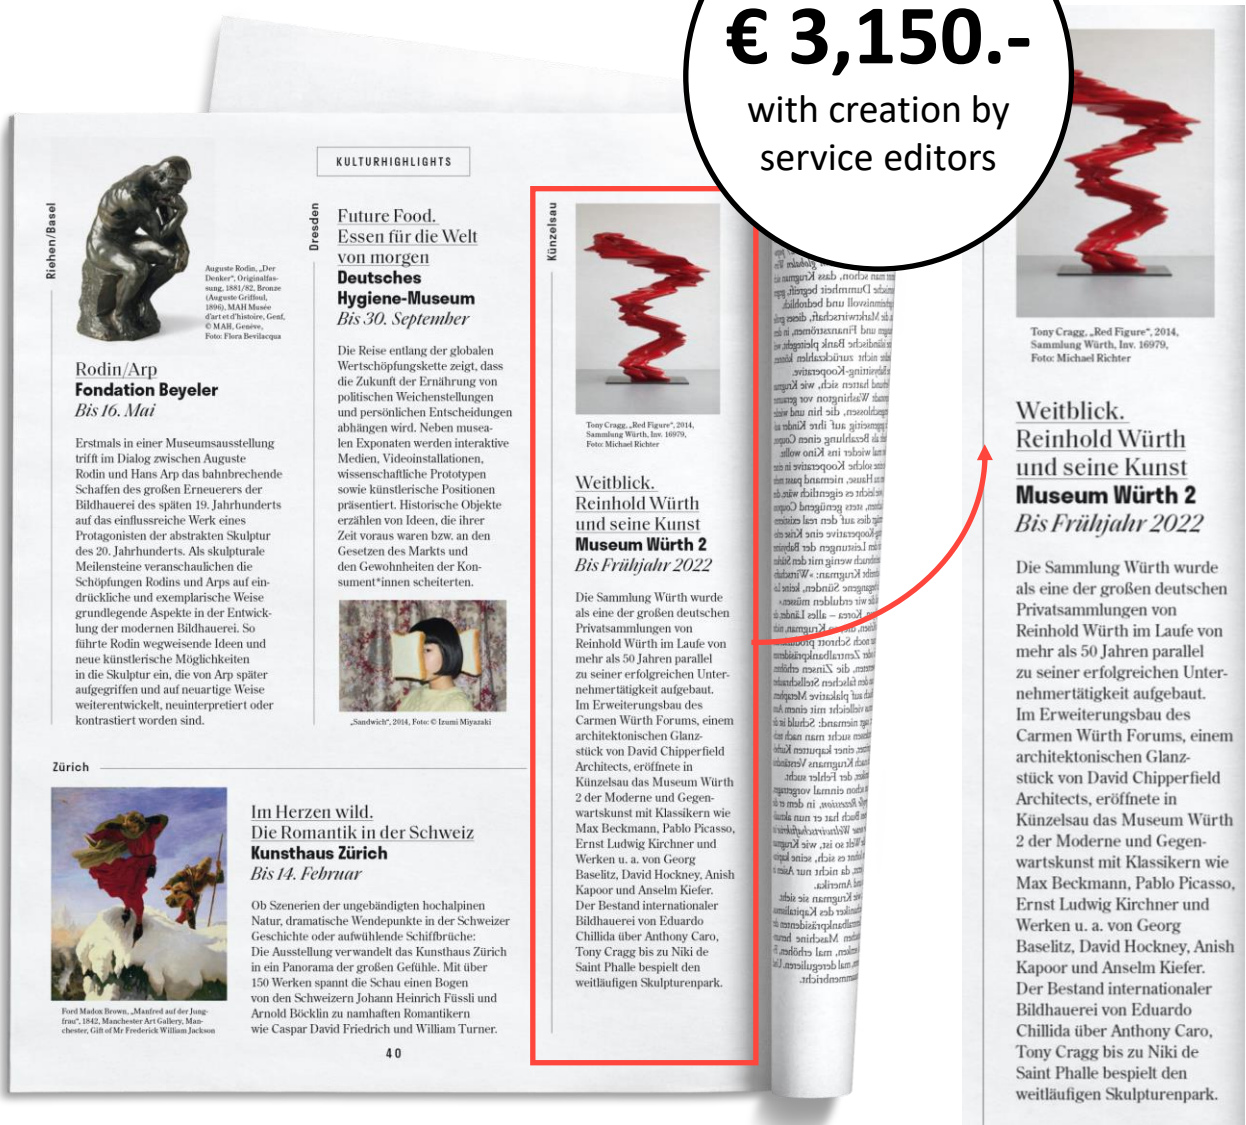 € 3,150.-
with creation by
service editors
KULTURHIGHLIGHTS
Riehen/Basel
Auguste Rodin, „Der
Denker“, Originalfas-
sung, 1881/82, Bronze
(Auguste Griffoul,
1896), MAH Musée
d'art et d'histoire, Genf,
© MAH, Genève,
Foto: Flora Bevilacqua
Rodin/Arp
Fondation Beyeler
Bis 16. Mai
Erstmals in einer Museumsausstellung
trifft im Dialog zwischen Auguste
Rodin und Hans Arp das bahnbrechende
Schaffen des großen Erneuerers der
Bildhauerei des späten 19. Jahrhunderts
auf das einflussreiche Werk eines
Protagonisten der abstrakten Skulptur
des 20. Jahrhunderts. Als skulpturale
Meilensteine veranschaulichen die
Schöpfungen Rodins und Arps auf ein-
drückliche und exemplarische Weise
grundlegende Aspekte in der Entwick-
lung der modernen Bildhauerei. So
führte Rodin wegweisende Ideen und
neue künstlerische Möglichkeiten
in die Skulptur ein, die von Arp später
aufgegriffen und auf neuartige Weise
weiterentwickelt, neuinterpretiert oder
kontrastiert worden sind.
Dresden
Future Food.
Essen für die Welt
von morgen
Deutsches
Hygiene-Museum
Bis 30. September
Die Reise entlang der globalen
Wertschöpfungskette zeigt, dass
die Zukunft der Ernährung von
politischen Weichenstellungen
und persönlichen Entscheidungen
abhängen wird. Neben musea-
len Exponaten werden interaktive
Medien, Videoinstallationen,
wissenschaftliche Prototypen
sowie künstlerische Positionen
präsentiert. Historische Objekte
erzählen von Ideen, die ihrer
Zeit voraus waren bzw. an den
Gesetzen des Markts und
den Gewohnheiten der Kon-
sument*innen scheiterten.
„Sandwich“, 2014, Foto: © Izumi Miyazaki
Zürich
Ford Madox Brown, „Manfred auf der Jung-
frau“, 1842, Manchester Art Gallery, Man-
chester, Gift of Mr Frederick William Jackson
Im Herzen wild.
Die Romantik in der Schweiz
Kunsthaus Zürich
Bis 14. Februar
Ob Szenerien der ungebändigten hochalpinen
Natur, dramatische Wendepunkte in der Schweizer
Geschichte oder aufwühlende Schiffbrüche:
Die Ausstellung verwandelt das Kunsthaus Zürich
in ein Panorama der großen Gefühle. Mit über
150 Werken spannt die Schau einen Bogen
von den Schweizern Johann Heinrich Füssli und
Arnold Böcklin zu namhaften Romantikern
wie Caspar David Friedrich und William Turner.
40
Künzelsau
Tony Cragg, „Red Figure“, 2014,
Sammlung Würth, Inv. 16979,
Foto: Michael Richter
Weitblick.
Reinhold Würth
und seine Kunst
Museum Würth 2
Bis Frühjahr 2022
Die Sammlung Würth wurde
als eine der großen deutschen
Privatsammlungen von
Reinhold Würth im Laufe von
mehr als 50 Jahren parallel
zu seiner erfolgreichen Unter-
nehmertätigkeit aufgebaut.
Im Erweiterungsbau des
Carmen Würth Forums, einem
architektonischen Glanz-
stück von David Chipperfield
Architects, eröffnete in
Künzelsau das Museum Würth
2 der Moderne und Gegen-
wartskunst mit Klassikern wie
Max Beckmann, Pablo Picasso,
Ernst Ludwig Kirchner und
Werken u. a. von Georg
Baselitz, David Hockney, Anish
Kapoor und Anselm Kiefer.
Der Bestand internationaler
Bildhauerei von Eduardo
Chillida über Anthony Caro,
Tony Cragg bis zu Niki de
Saint Phalle bespielt den
weitläufigen Skulpturenpark.
Tony Cragg, „Red Figure“, 2014,
Sammlung Würth, Inv. 16979,
Foto: Michael Richter
Weitblick.
Reinhold Würth
und seine Kunst
Museum Würth 2
Bis Frühjahr 2022
Die Sammlung Würth wurde
als eine der großen deutschen
Privatsammlungen von
Reinhold Würth im Laufe von
mehr als 50 Jahren parallel
zu seiner erfolgreichen Unter-
nehmertätigkeit aufgebaut.
Im Erweiterungsbau des
Carmen Würth Forums, einem
architektonischen Glanz-
stück von David Chipperfield
Architects, eröffnete in
Künzelsau das Museum Würth
2 der Moderne und Gegen-
wartskunst mit Klassikern wie
Max Beckmann, Pablo Picasso,
Ernst Ludwig Kirchner und
Werken u. a. von Georg
Baselitz, David Hockney, Anish
Kapoor und Anselm Kiefer.
Der Bestand internationaler
Bildhauerei von Eduardo
Chillida über Anthony Caro,
Tony Cragg bis zu Niki de
Saint Phalle bespielt den
weitläufigen Skulpturenpark.